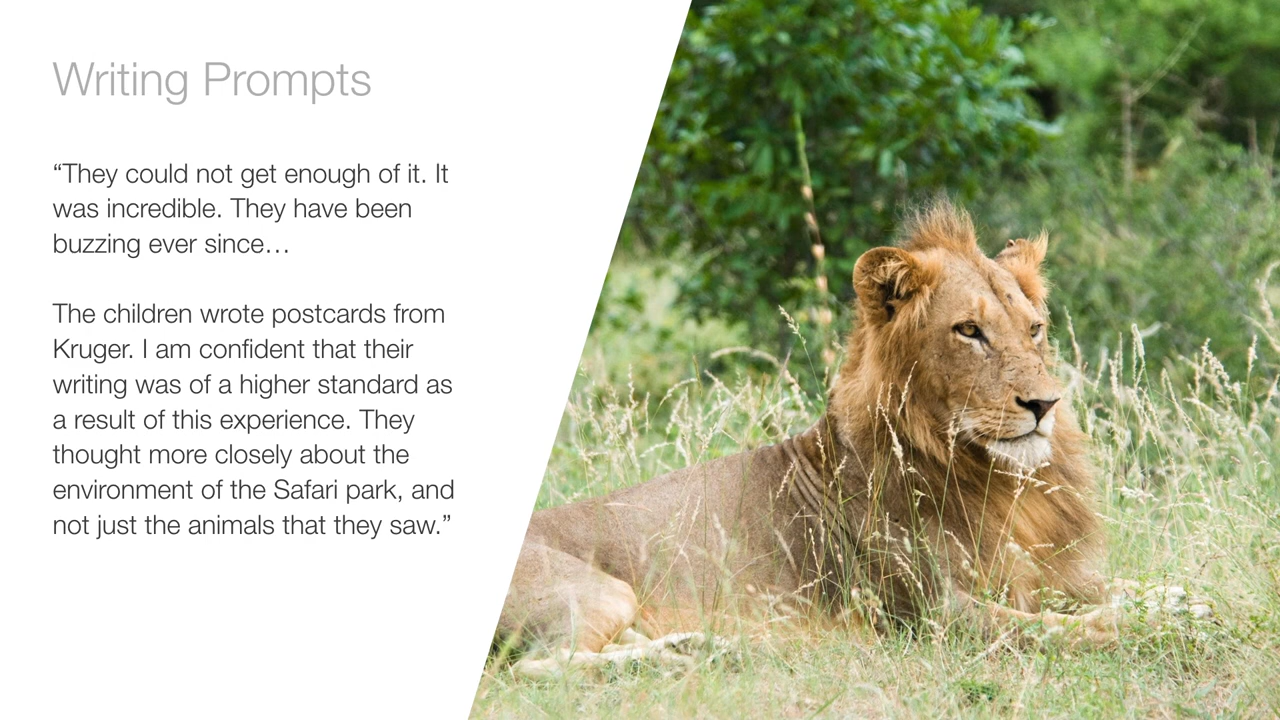 Writing Prompts
“They could not get enough of it. It
was incredible. They have been
buzzing ever since…
The children wrote postcards from
Kruger. I am confident that their
writing was of a higher standard as
a result of this experience. They
thought more closely about the
environment of the Safari park, and
not just the animals that they saw.”